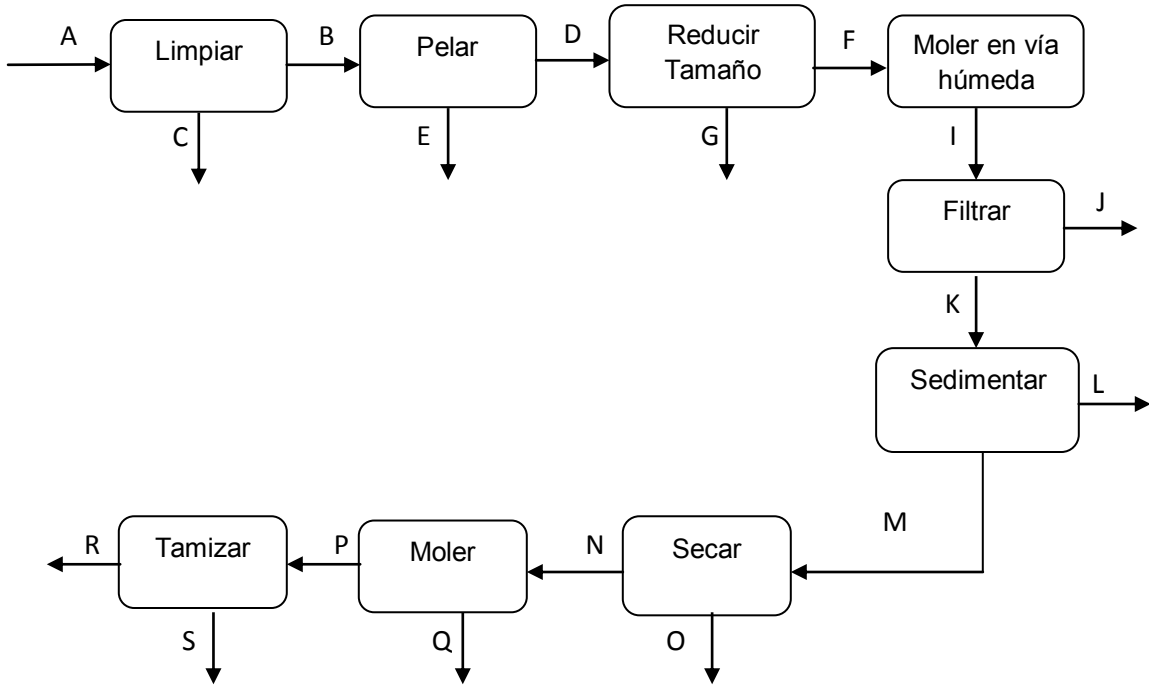 A
Limpiar
B
Pelar
D
Reducir
Tamaño
F
Moler en vía
húmeda
C
E
G
I
Filtrar
J
K
Sedimentar
L
M
R
Tamizar
P
Moler
N
Secar
S
Q
O